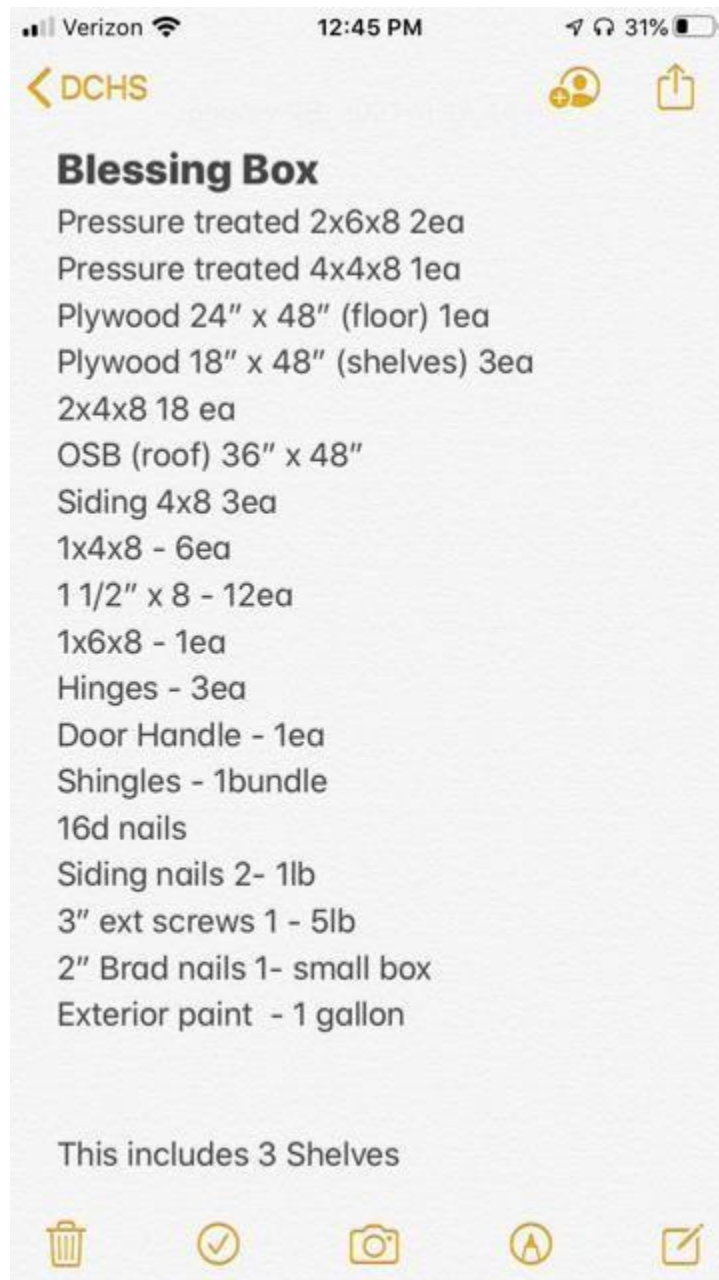 Verizon 12:45 PM 31%
DCHS
Blessing Box
Pressure treated 2x6x8 2ea
Pressure treated 4x4x8 1ea
Plywood 24” x 48” (floor) 1ea
Plywood 18” x 48” (shelves) 3ea
2x4x8 18 ea
OSB (roof) 36” x 48”
Siding 4x8 3ea
1x4x8 - 6ea
1 1/2” x 8 - 12ea
1x6x8 - 1ea
Hinges - 3ea
Door Handle - 1ea
Shingles - 1bundle
16d nails
Siding nails 2- 1lb
3” ext screws 1 - 5lb
2” Brad nails 1- small box
Exterior paint  - 1 gallon
This includes 3 Shelves